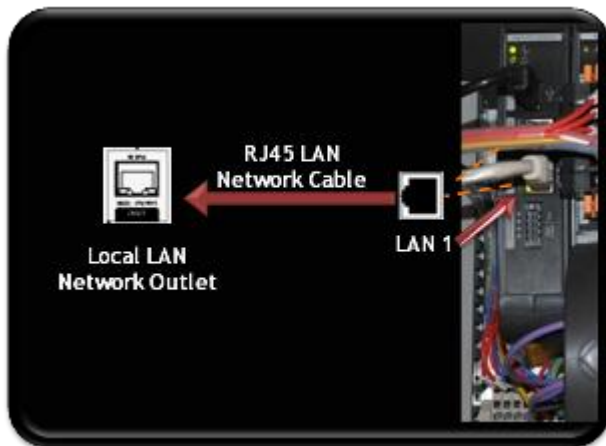 RJ45 LAN
Network Cable
LAN 1
Local LAN
Network Outlet